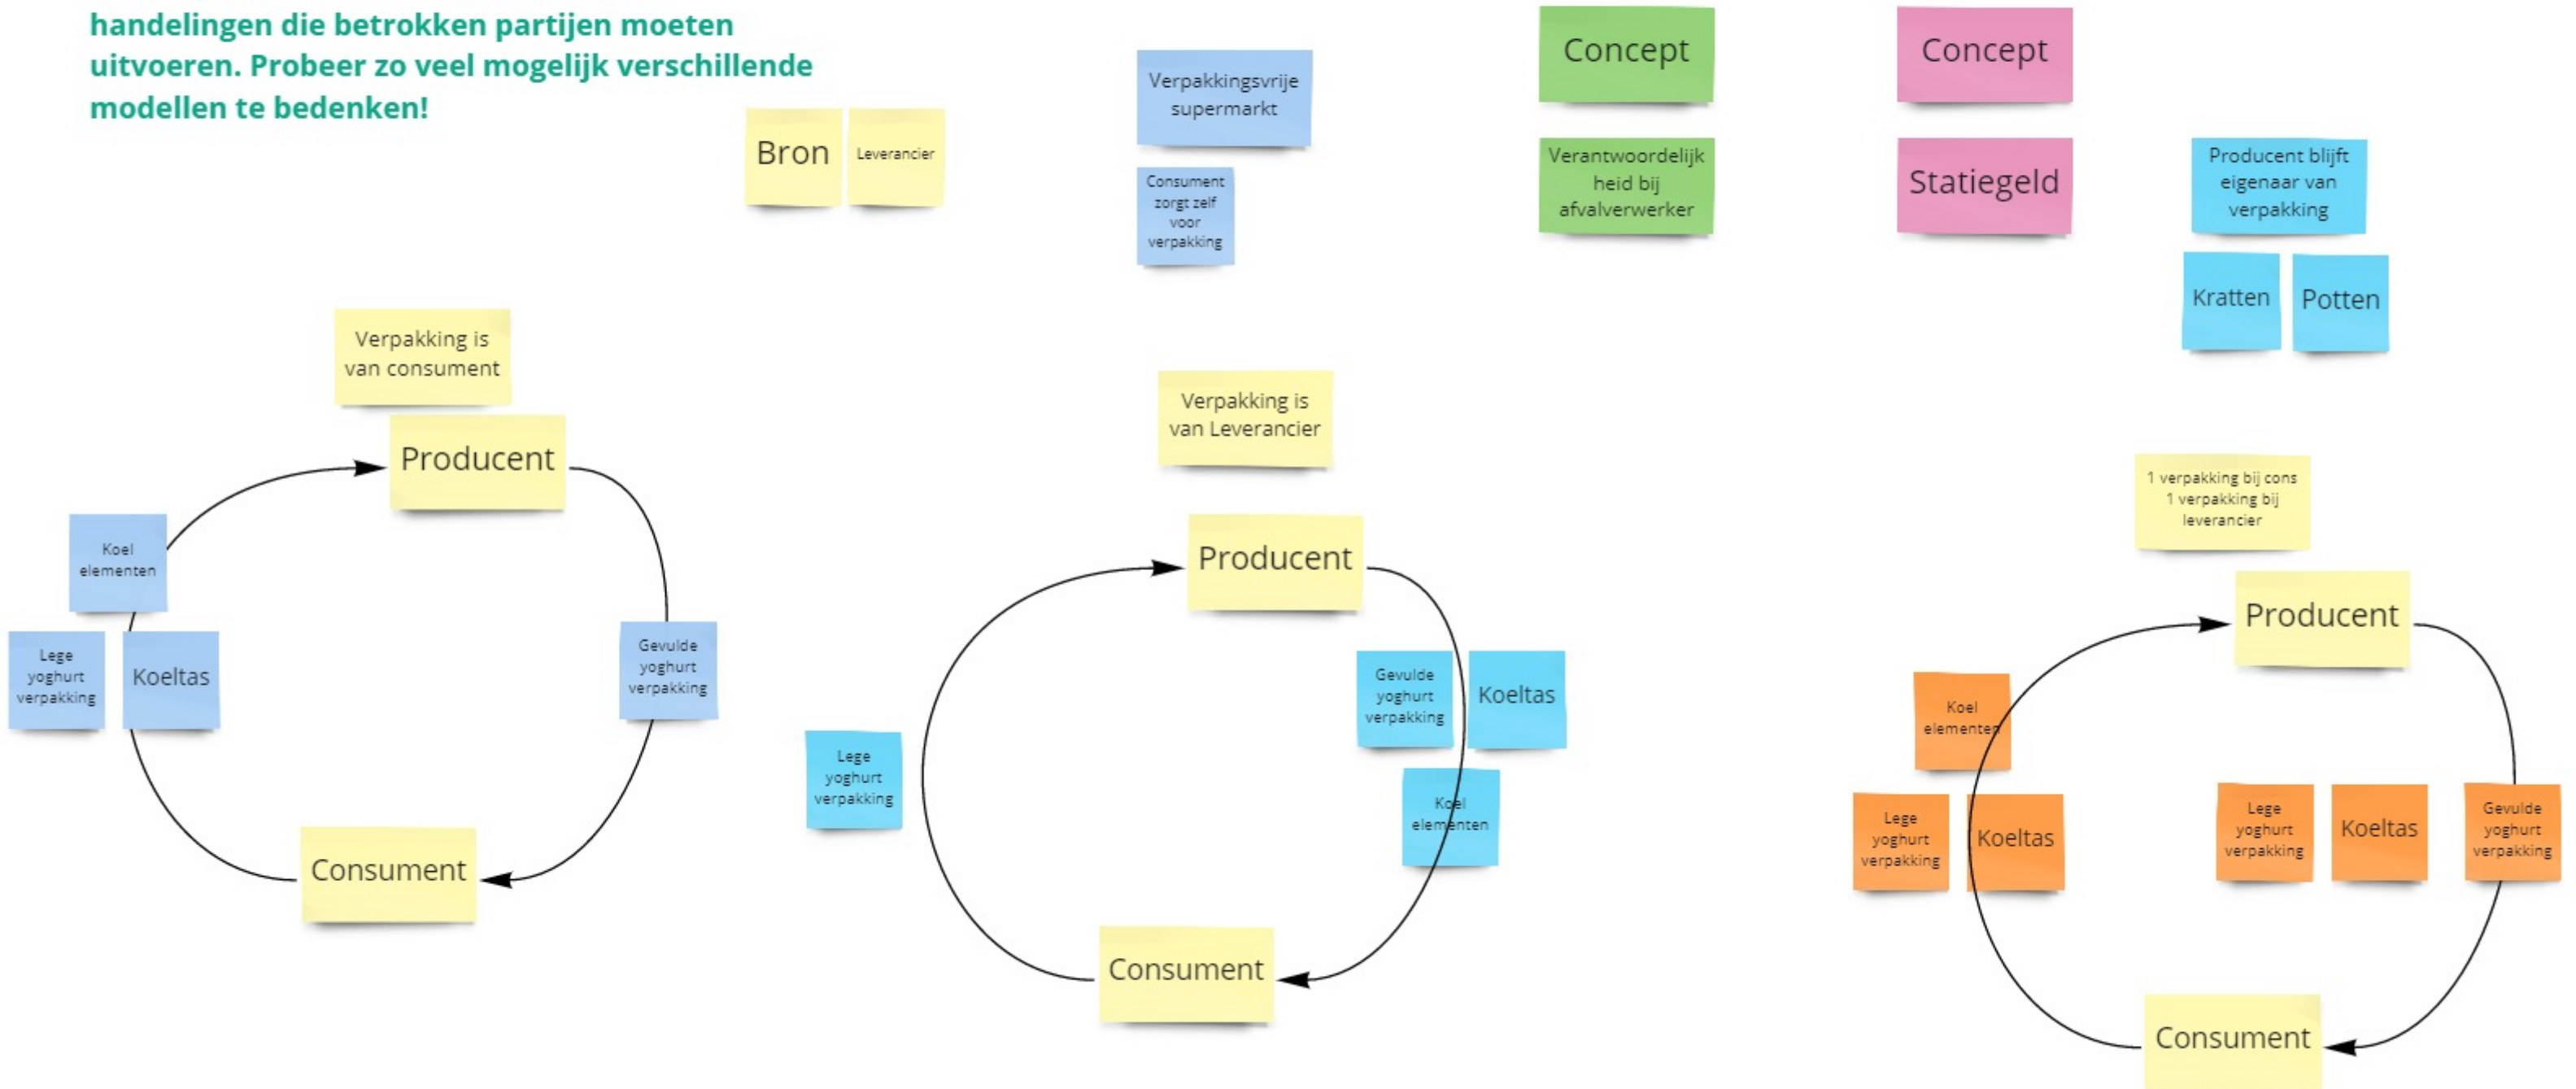 handelingen die betrokken partijen moeten
uitvoeren. Probeer zo veel mogelijk verschillende
modellen te bedenken!
Bron
Leverancier
Verpakkingsvrije
supermarkt
Consument
zorgt zelf
voor
verpakking
Concept
Verantwoordelijk
heid bij
afvalverwerker
Concept
Statiegeld
Producent blijft
eigenaar van
verpakking
Kratten
Potten
Verpakking is
van consument
Producent
Koel
elementen
Lege
yoghurt
verpakking
Koeltas
Gevulde
yoghurt
verpakking
Consument
Verpakking is
van Leverancier
Producent
Gevulde
yoghurt
verpakking
Koeltas
Koel
elementen
Lege
yoghurt
verpakking
Consument
1 verpakking bij cons
1 verpakking bij
leverancier
Producent
Koel
elementen
Lege
yoghurt
verpakking
Koeltas
Lege
yoghurt
verpakking
Koeltas
Gevulde
yoghurt
verpakking
Consument